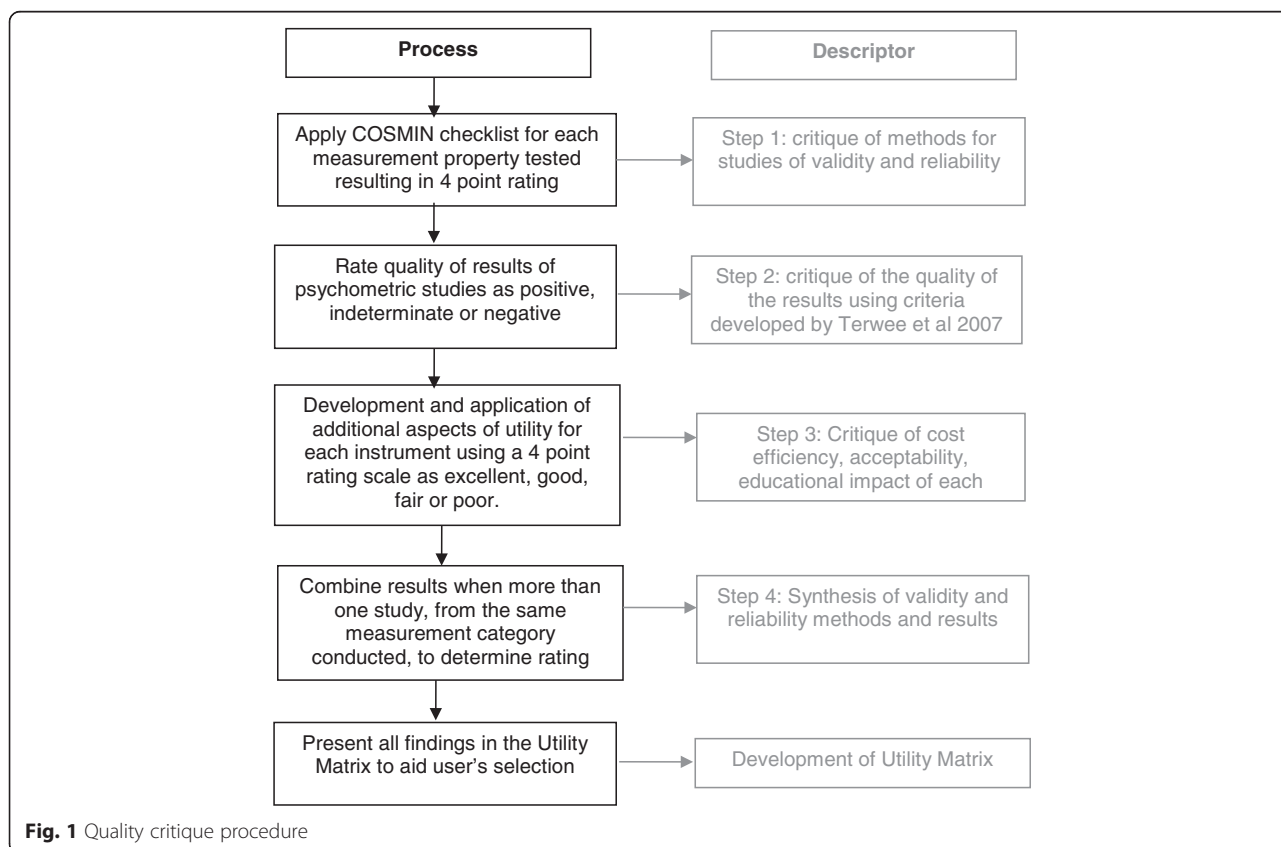 Process
Descriptor
Apply COSMIN checklist for each
measurement property tested
resulting in 4 point rating
Step 1: critique of methods for
studies of validity and reliability
Rate quality of results of
psychometric studies as positive,
indeterminate or negative
Step 2: critique of the quality of
the results using criteria
developed by Terwee et al 2007
Development and application of
additional aspects of utility for
each instrument using a 4 point
rating scale as excellent, good,
fair or poor.
Step 3: Critique of cost
efficiency, acceptability,
educational impact of each
Combine results when more than
one study, from the same
measurement category
conducted, to determine rating
Step 4: Synthesis of validity and
reliability methods and results
Present all findings in the Utility
Matrix to aid user's selection
Development of Utility Matrix
Fig. 1 Quality critique procedure